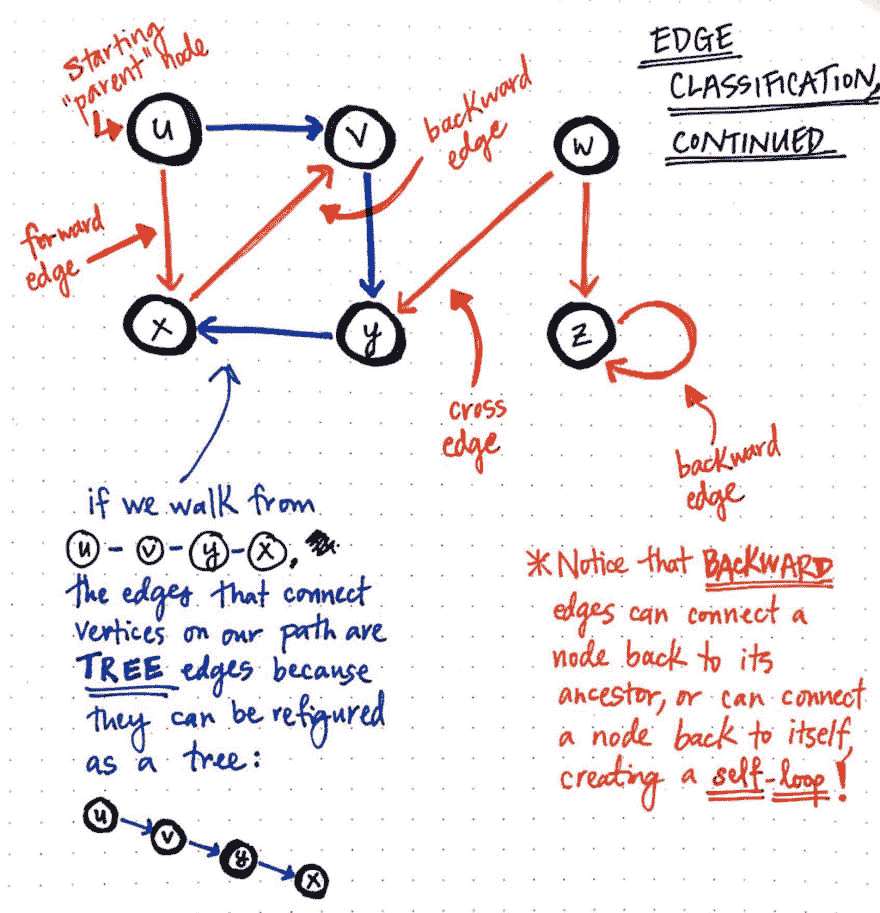 EDGE
CLASSIFICATION,
CONTINUED
starting
"parent" node
u
v
w
backward
edge
forward
edge
x
y
z
cross
edge
backward
edge
if we walk from
u - v - y - x,
the edges that connect
vertices on our path are
TREE edges because
they can be refigured
as a tree:
u
v
y
x
*Notice that BACKWARD
edges can connect a
node back to its
ancestor, or can connect
a node back to itself,
creating a self-loop!